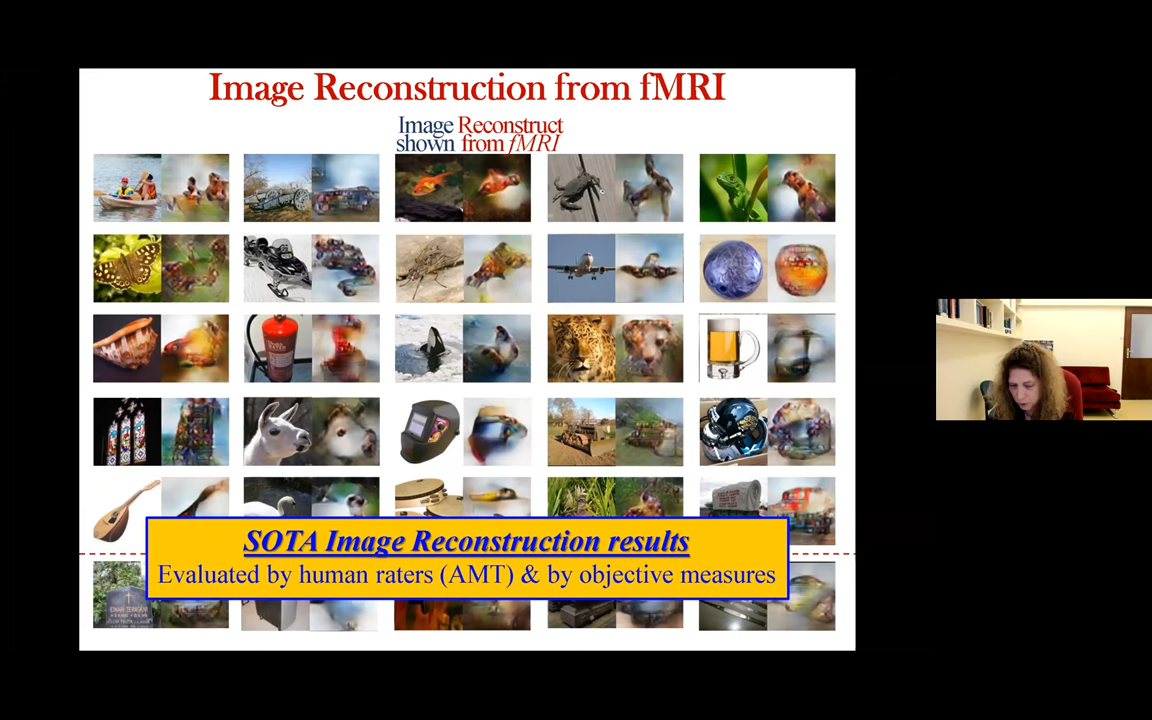 Image Reconstruction from fMRI
Image Reconstruct
shown from fMRI
SOTA Image Reconstruction results
Evaluated by human raters (AMT) & by objective measures